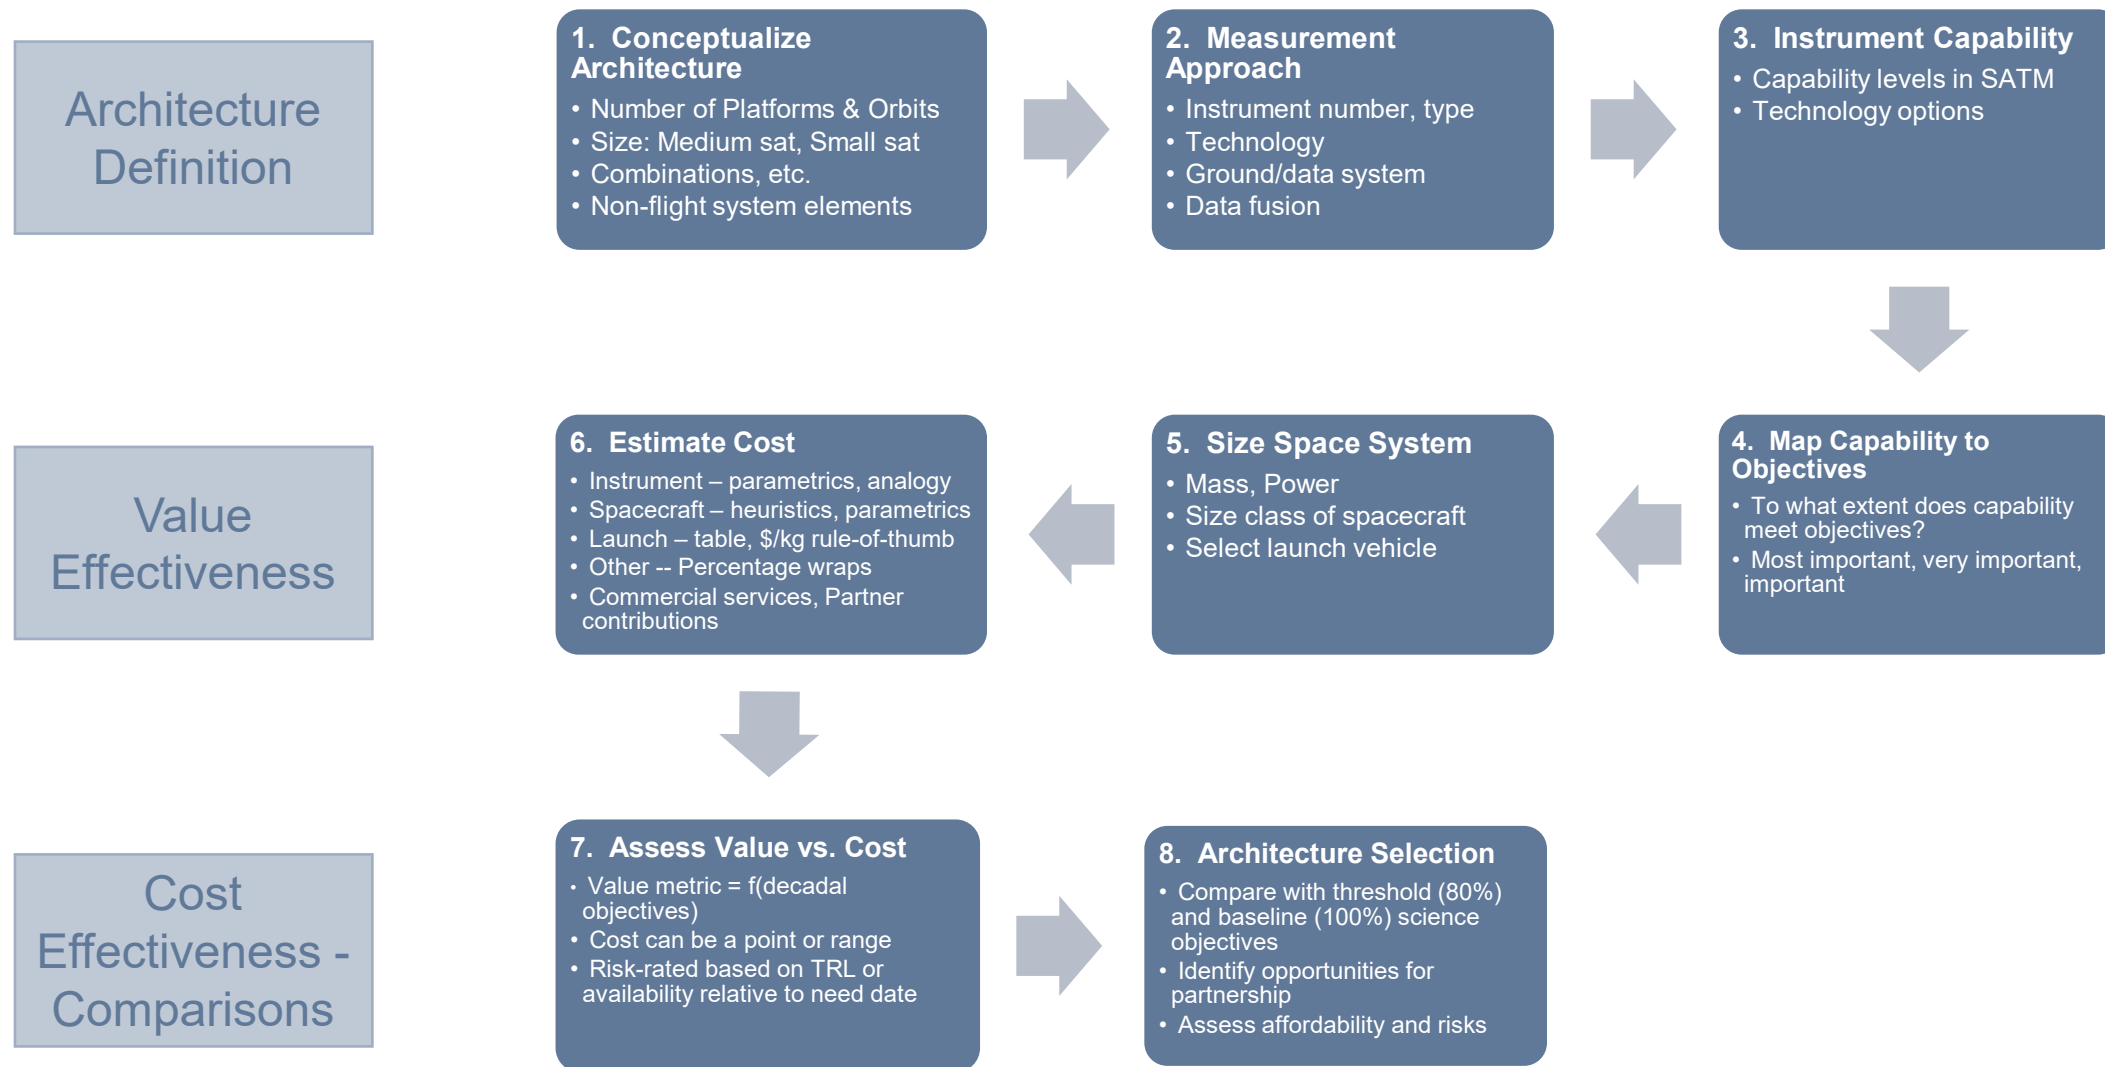 Architecture
Definition
1. Conceptualize
Architecture
• Number of Platforms & Orbits
• Size: Medium sat, Small sat
• Combinations, etc.
• Non-flight system elements
2. Measurement
Approach
• Instrument number, type
• Technology
• Ground/data system
• Data fusion
3. Instrument Capability
• Capability levels in SATM
• Technology options
Value
Effectiveness
6. Estimate Cost
• Instrument – parametrics, analogy
• Spacecraft – heuristics, parametrics
• Launch – table, $/kg rule-of-thumb
• Other -- Percentage wraps
• Commercial services, Partner
contributions
5. Size Space System
• Mass, Power
• Size class of spacecraft
• Select launch vehicle
4. Map Capability to
Objectives
• To what extent does capability
meet objectives?
• Most important, very important,
important
Cost
Effectiveness -
Comparisons
7. Assess Value vs. Cost
• Value metric = f(decadal
objectives)
• Cost can be a point or range
• Risk-rated based on TRL or
availability relative to need date
8. Architecture Selection
• Compare with threshold (80%)
and baseline (100%) science
objectives
• Identify opportunities for
partnership
• Assess affordability and risks